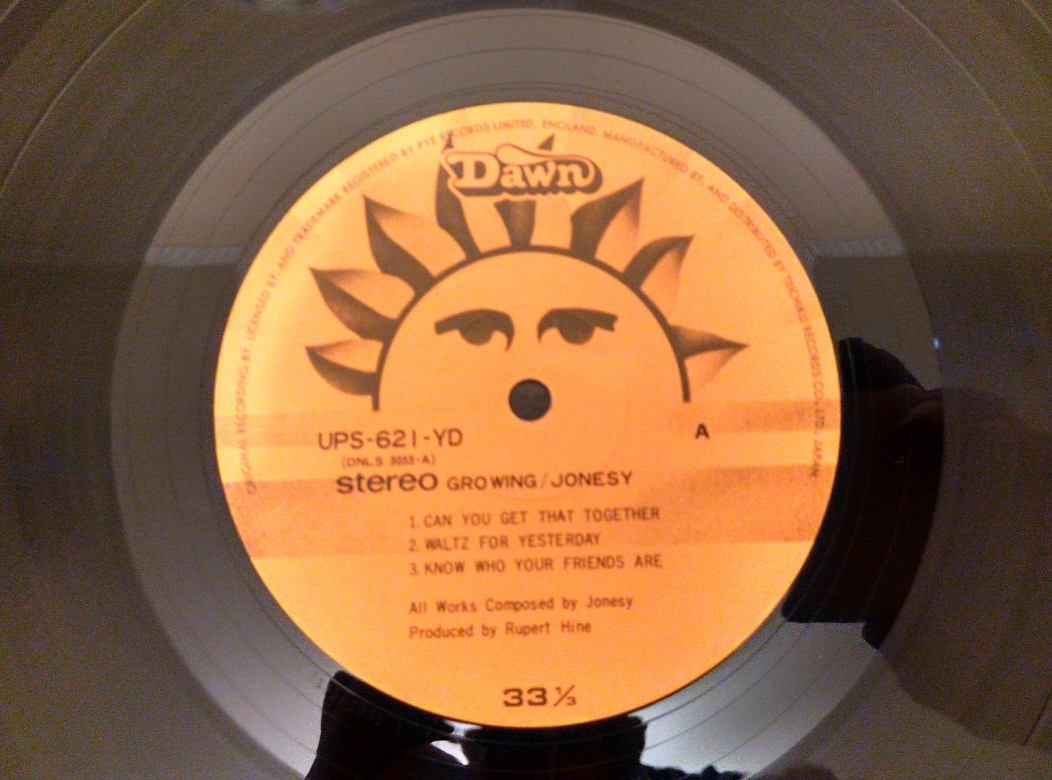 ORIGINAL RECORDING BY, LICENSED BY, AND TRADEMARK REGISTERED BY PYE RECORDS LIMITED, ENGLAND, MANUFACTURED BY, AND DISTRIBUTED BY TEICHIKU RECORDS CO., LTD., JAPAN
Dawn
UPS-621-YD
A
(DNLS 3055-A)
stereo GROWING/JONESY
1. CAN YOU GET THAT TOGETHER
2. WALTZ FOR YESTERDAY
3. KNOW WHO YOUR FRIENDS ARE
All Works Composed by Jonesy
Produced by Rupert Hine
33 1/3